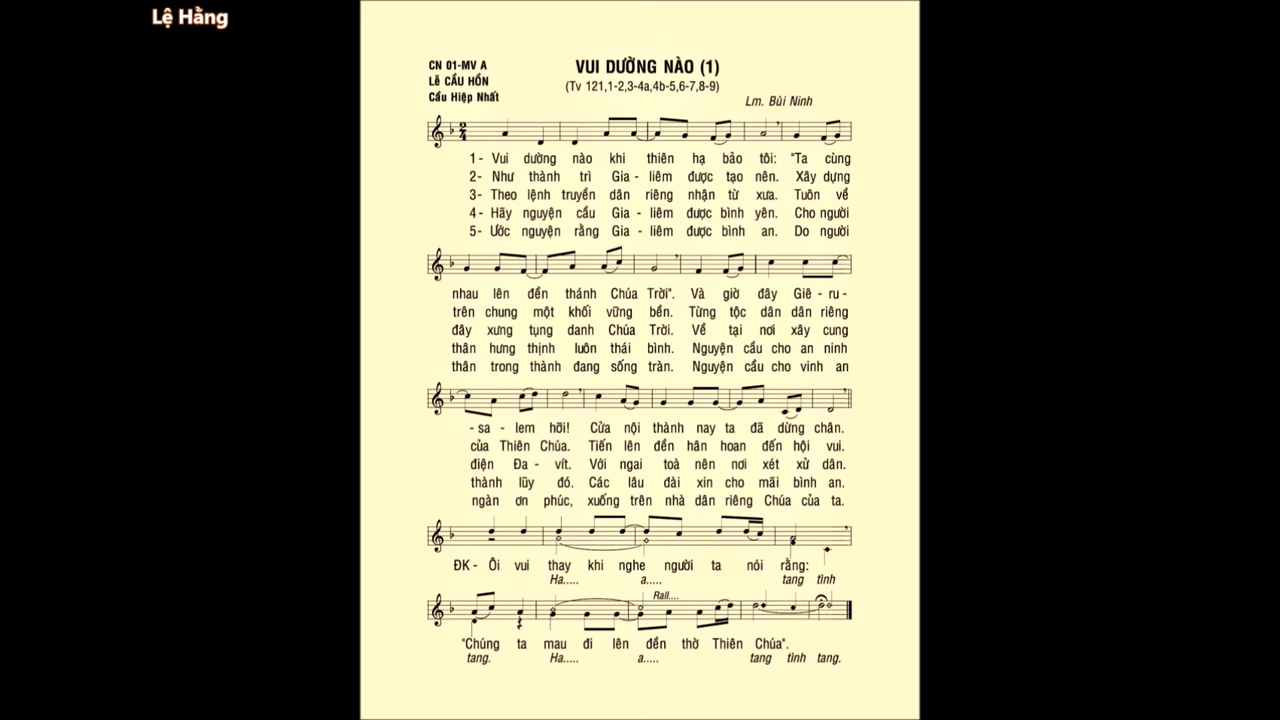 Lệ Hằng
CN 01-MV A
LỄ CẦU HỒN
Cầu Hiệp Nhất
VUI DƯỜNG NÀO (1)
(Tv 121,1-2,3-4a,4b-5,6-7,8-9)
Lm. Bùi Ninh
1- Vui dường nào khi thiên hạ bảo tôi: "Ta cùng
2- Như thành trì Gia - liêm được tạo nên. Xây dựng
3- Theo lệnh truyền dân riêng nhận từ xưa. Tuôn về
4- Hãy nguyện cầu Gia - liêm được bình yên. Cho người
5- Ước nguyện rằng Gia - liêm được bình an. Do người
nhau lên đền thánh Chúa Trời". Và giờ đây Giê - ru -
trên chung một khối vững bền. Từng tộc dân dân riêng
đây xưng tụng danh Chúa Trời. Về tại nơi xây cung
thân hưng thịnh luôn thái bình. Nguyện cầu cho an ninh
thân trong thành đang sống tràn. Nguyện cầu cho vinh an
- sa - lem hỡi! Cửa nội thành nay ta đã dừng chân.
của Thiên Chúa. Tiến lên đền hân hoan đến hội vui.
điện Đa - vít. Với ngai toà nên nơi xét xử dân.
thành lũy đó. Các lâu đài xin cho mãi bình an.
ngàn ơn phúc, xuống trên nhà dân riêng Chúa của ta.
ĐK - Ôi vui thay khi nghe người ta nói rằng:
Ha..... a..... tang tình
Rall....
"Chúng ta mau đi lên đền thờ Thiên Chúa".
tang. Ha..... a..... tang tình tang.